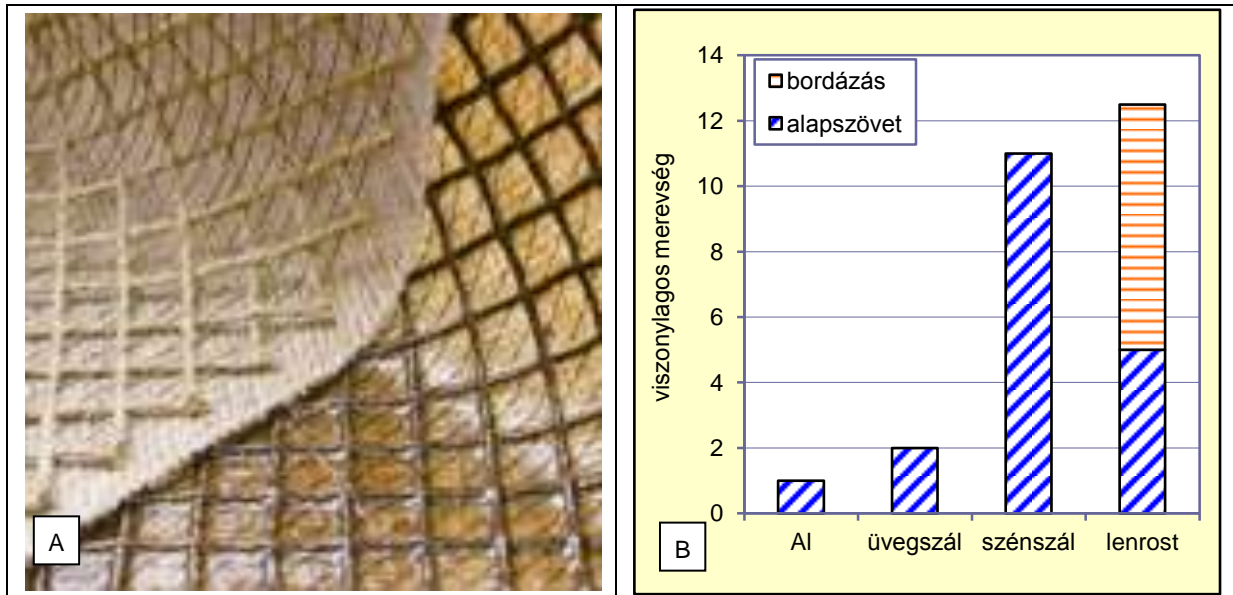 A
14
12
10
8
6
4
2
0
viszonylagos merevség
bordázás
alapszövet
Al üvegszál szénszál lenrost
B